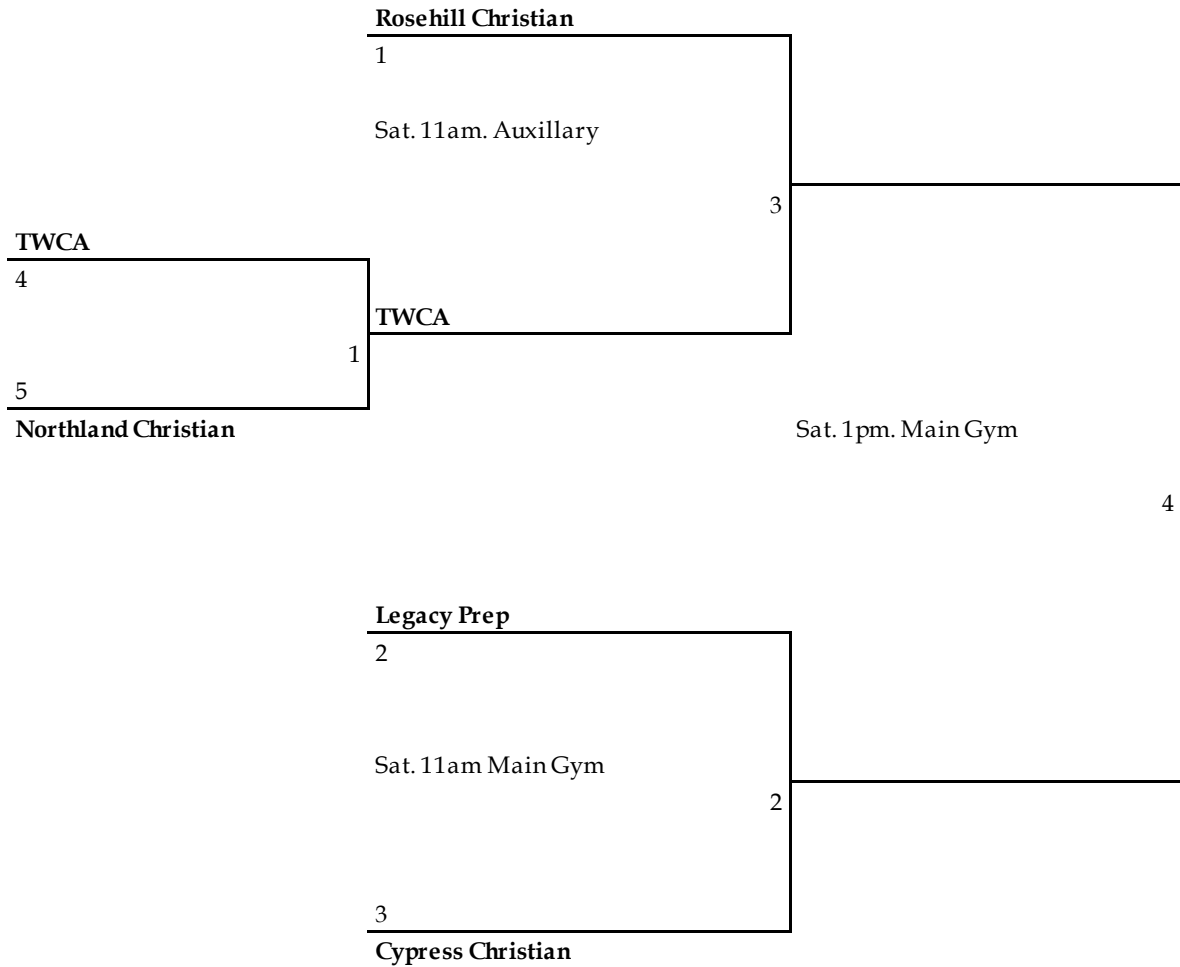 Rosehill Christian
1
Sat. 11am. Auxillary
3
TWCA
4
TWCA
1
5
Northland Christian
Sat. 1pm. Main Gym
4
Legacy Prep
2
Sat. 11am Main Gym
2
3
Cypress Christian